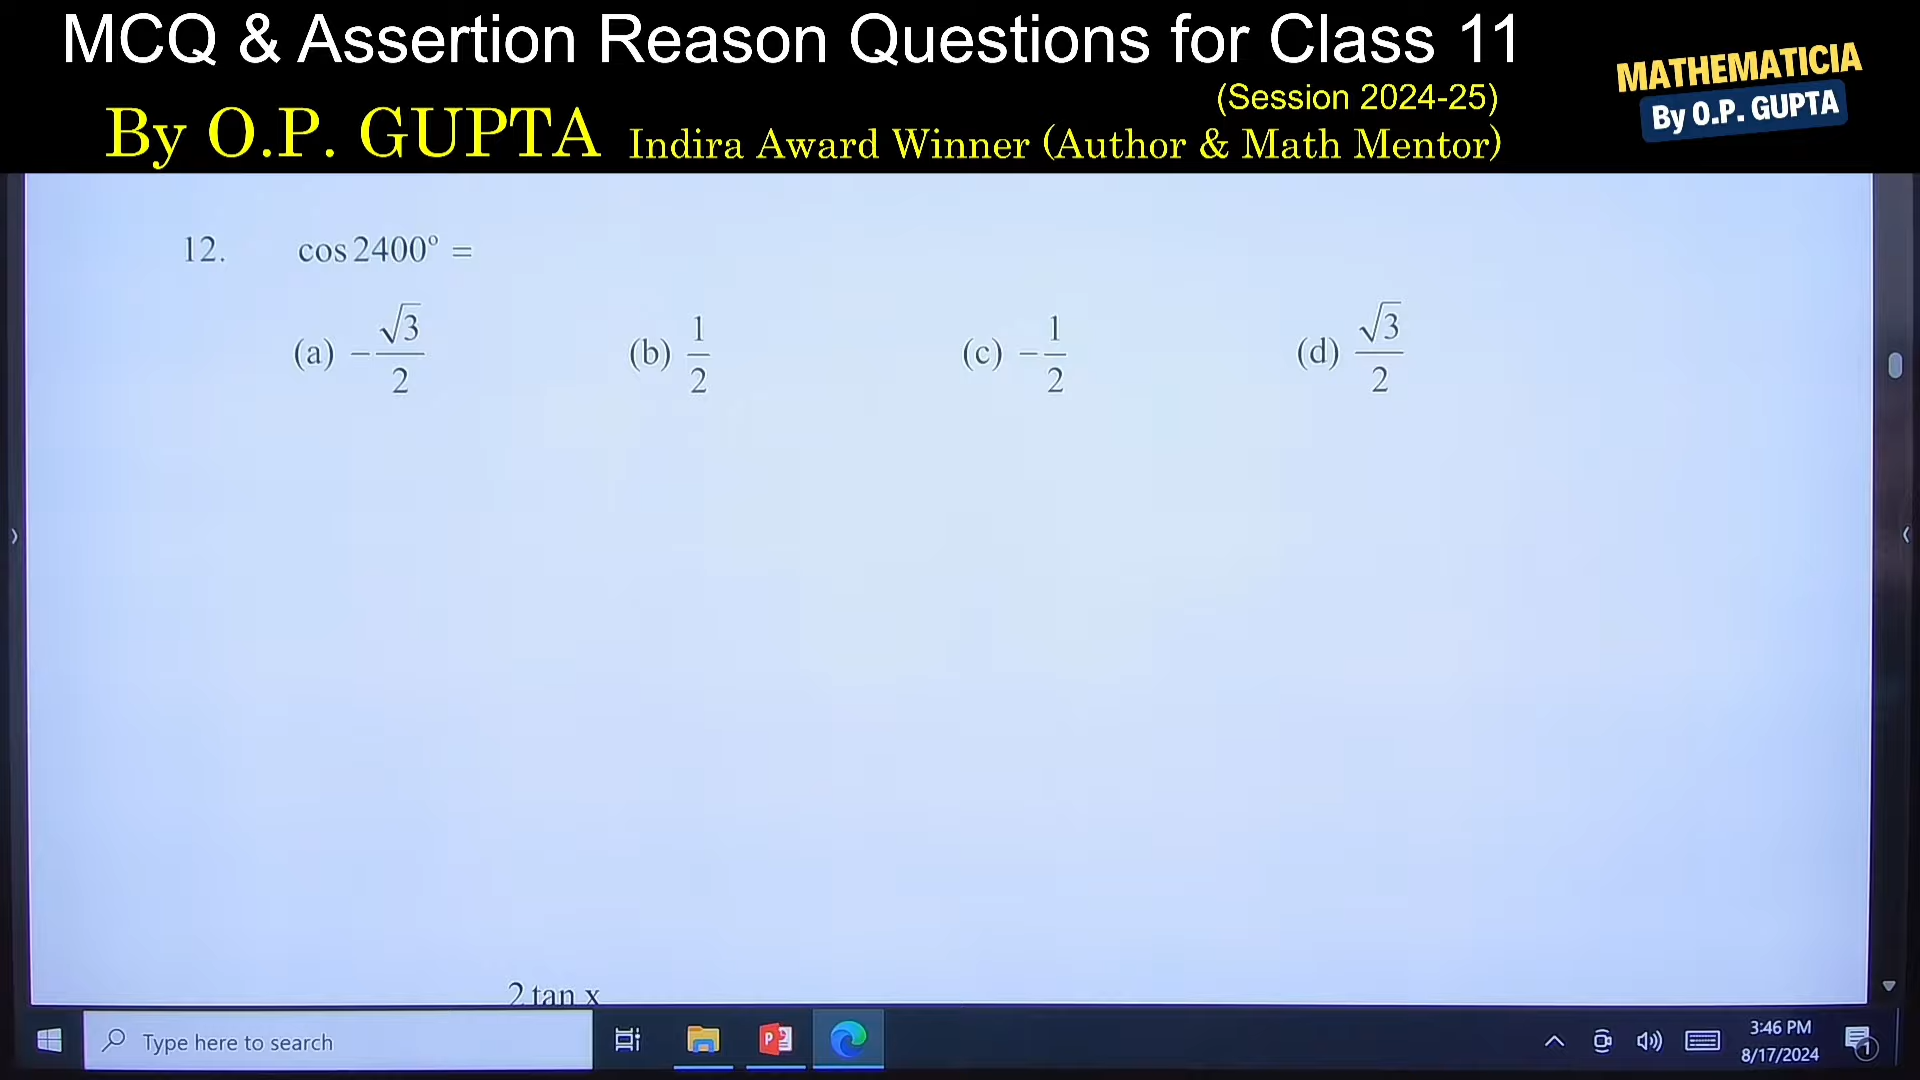 MCQ & Assertion Reason Questions for Class 11
(Session 2024-25)
By O.P. GUPTA Indira Award Winner (Author & Math Mentor)
MATHEMATICIA
By O.P. GUPTA
12. cos 2400° =
(a) -√3/2 (b) 1/2 (c) -1/2 (d) √3/2
2 tan x
Type here to search
3:46 PM
8/17/2024
1